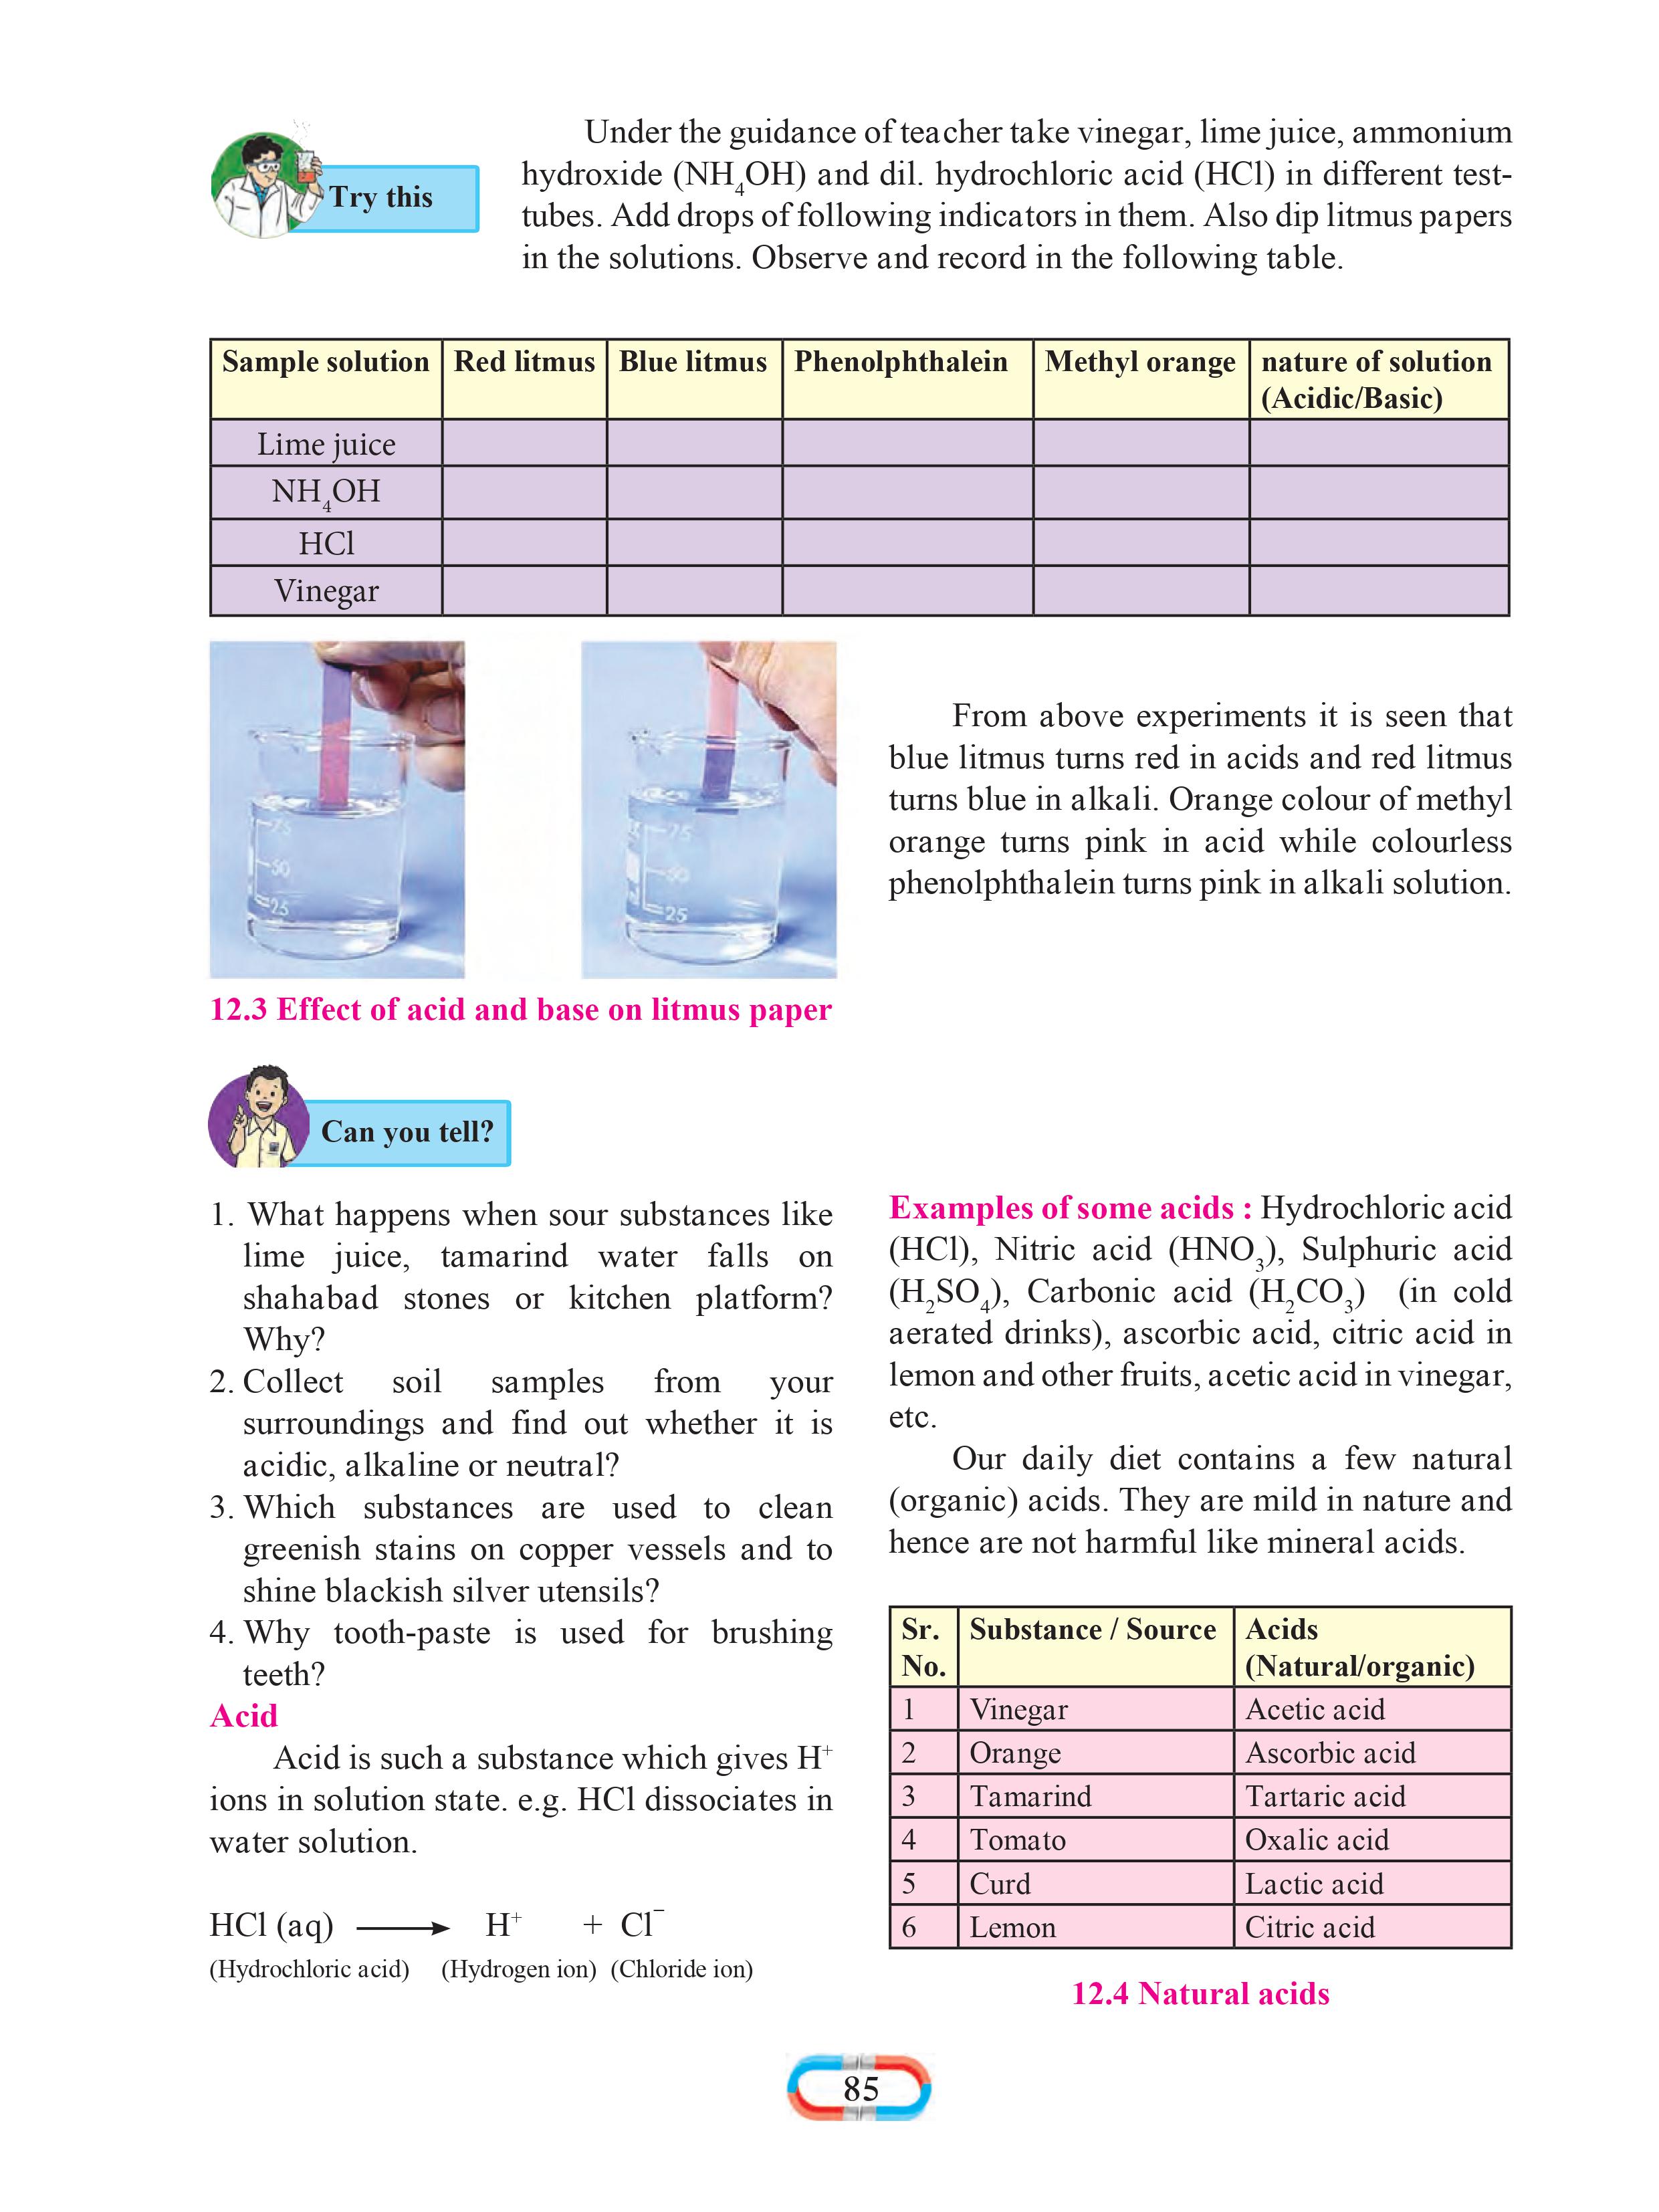 Try this
Under the guidance of teacher take vinegar, lime juice, ammonium
hydroxide (NH₄OH) and dil. hydrochloric acid (HCl) in different test-
tubes. Add drops of following indicators in them. Also dip litmus papers
in the solutions. Observe and record in the following table.
Sample solution Red litmus Blue litmus Phenolphthalein Methyl orange nature of solution
(Acidic/Basic)
Lime juice
NH₄OH
HCl
Vinegar
75
50
25
75
50
25
12.3 Effect of acid and base on litmus paper
From above experiments it is seen that
blue litmus turns red in acids and red litmus
turns blue in alkali. Orange colour of methyl
orange turns pink in acid while colourless
phenolphthalein turns pink in alkali solution.
Can you tell?
1. What happens when sour substances like
lime juice, tamarind water falls on
shahabad stones or kitchen platform?
Why?
2. Collect soil samples from your
surroundings and find out whether it is
acidic, alkaline or neutral?
3. Which substances are used to clean
greenish stains on copper vessels and to
shine blackish silver utensils?
4. Why tooth-paste is used for brushing
teeth?
Acid
Acid is such a substance which gives H⁺
ions in solution state. e.g. HCl dissociates in
water solution.
HCl (aq) ⟶ H⁺ + Cl⁻
(Hydrochloric acid) (Hydrogen ion) (Chloride ion)
Examples of some acids : Hydrochloric acid
(HCl), Nitric acid (HNO₃), Sulphuric acid
(H₂SO₄), Carbonic acid (H₂CO₃) (in cold
aerated drinks), ascorbic acid, citric acid in
lemon and other fruits, acetic acid in vinegar,
etc.
Our daily diet contains a few natural
(organic) acids. They are mild in nature and
hence are not harmful like mineral acids.
Sr. Substance / Source Acids
No. (Natural/organic)
1 Vinegar Acetic acid
2 Orange Ascorbic acid
3 Tamarind Tartaric acid
4 Tomato Oxalic acid
5 Curd Lactic acid
6 Lemon Citric acid
12.4 Natural acids
85